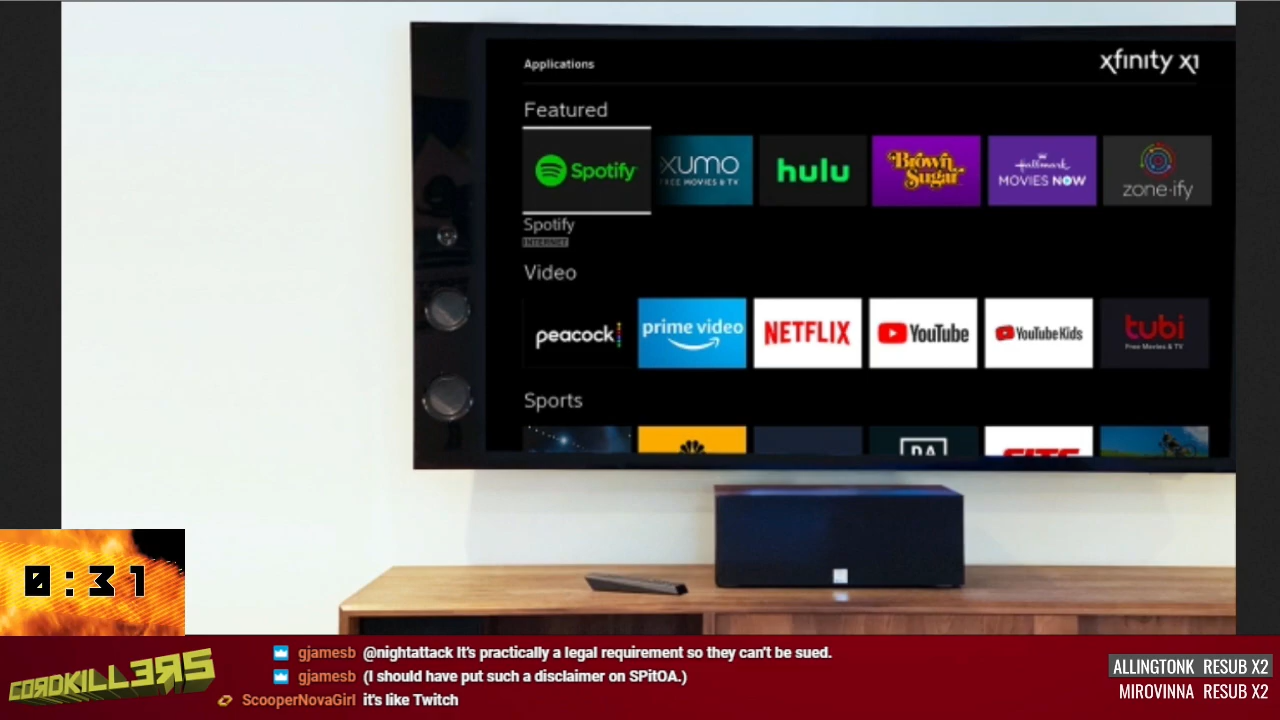 Applications
xfinity x1
Featured
Spotify
XUMO
FREE MOVIES & TV
hulu
Brown Sugar
Hallmark
MOVIES NOW
zone·ify
Spotify
INTERNET
Video
peacock
prime video
NETFLIX
YouTube
YouTube Kids
tubi
Free Movies & TV
Sports
0:31
CORDKILLERS
gjamesb @nightattack It's practically a legal requirement so they can't be sued.
gjamesb (I should have put such a disclaimer on SPitOA.)
ScooperNovaGirl it's like Twitch
ALLINGTONK RESUB X2
MIROVINNA RESUB X2